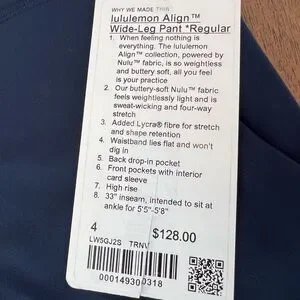 WHY WE MADE THIS
lululemon Align™
Wide-Leg Pant *Regular
1. When feeling nothing is
everything. The lululemon
Align™ collection, powered by
Nulu™ fabric, is so weightless
and buttery soft, all you feel
is your practice
2. Our buttery-soft Nulu™ fabric
feels weightlessly light and is
sweat-wicking and four-way
stretch
3. Added Lycra® fibre for stretch
and shape retention
4. Waistband lies flat and won't
dig in
5. Back drop-in pocket
6. Front pockets with interior
card sleeve
7. High rise
8. 33" inseam, intended to sit at
ankle for 5'5"-5'8"
4 $128.00
LW5GJ2S TRNV
000149300318